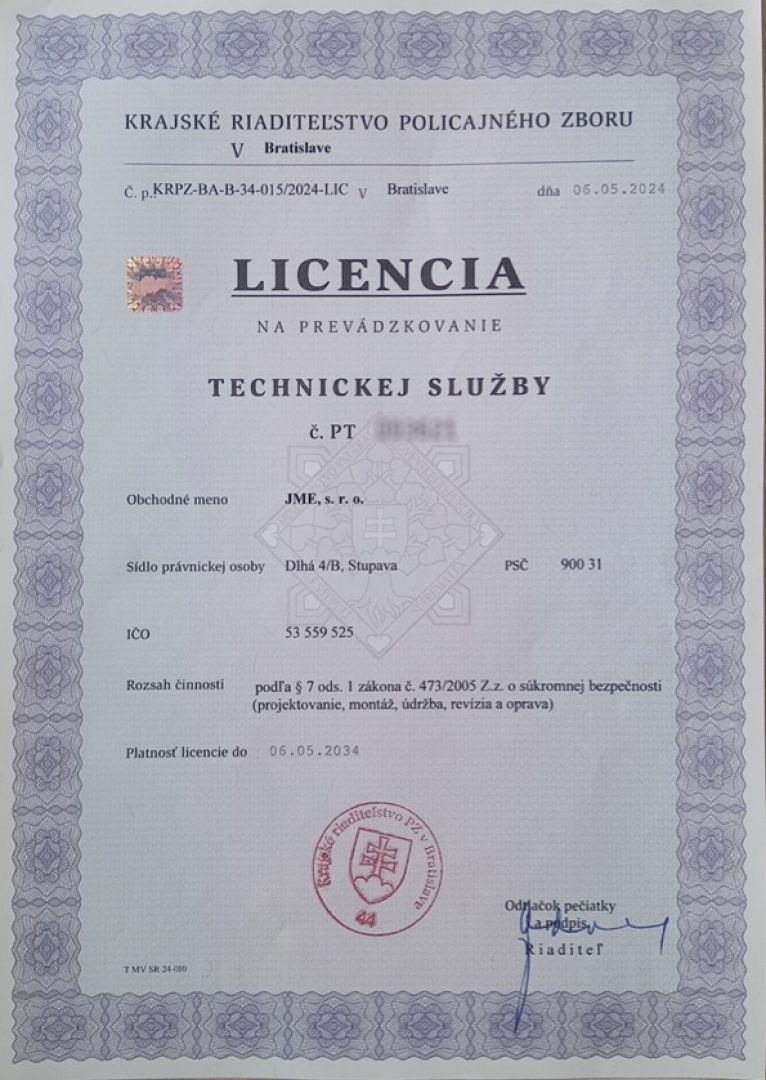 KRAJSKÉ RIADITEĽSTVO POLICAJNÉHO ZBORU
V Bratislave
Č. p.: KRPZ-BA-B-34-015/2024-LIC v Bratislave dňa 06.05.2024
LICENCIA
NA PREVÁDZKOVANIE
TECHNICKEJ SLUŽBY
č. PT
Obchodné meno JME, s. r. o.
Sídlo právnickej osoby Dlhá 4/B, Stupava PSČ 900 31
IČO 53 559 525
Rozsah činnosti podľa § 7 ods. 1 zákona č. 473/2005 Z.z. o súkromnej bezpečnosti
(projektovanie, montáž, údržba, revízia a oprava)
Platnosť licencie do 06.05.2034
Krajské riaditeľstvo PZ v Bratislave
44
Odtlačok pečiatky
a podpis
Riaditeľ
T MV SR 24-080